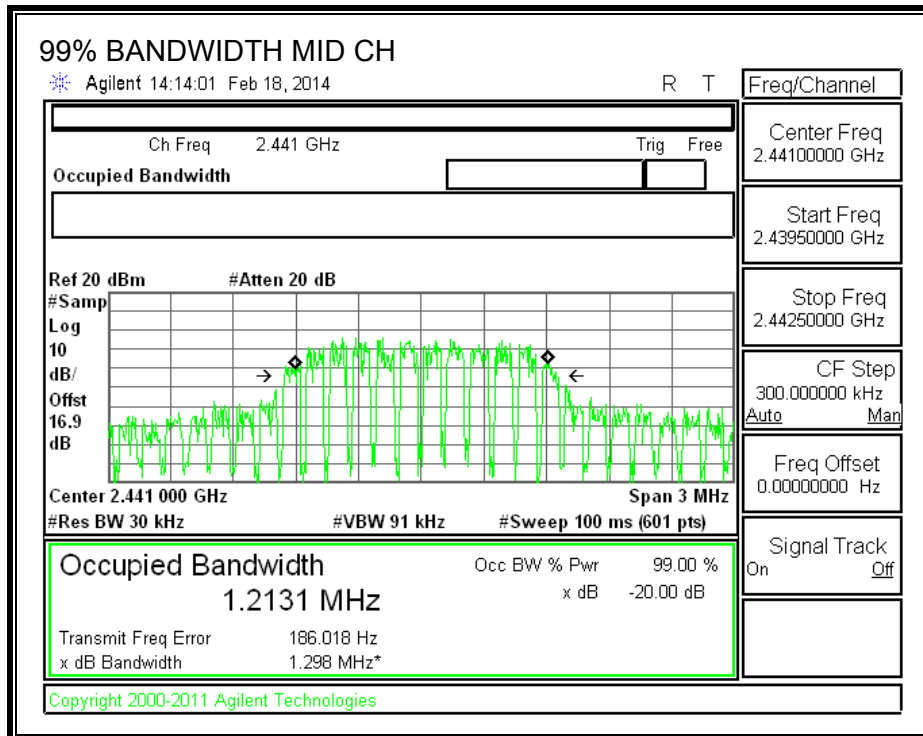 99% BANDWIDTH MID CH
Agilent 14:14:01 Feb 18, 2014 R T
Ch Freq 2.441 GHz Trig Free
Occupied Bandwidth
Ref 20 dBm #Atten 20 dB
#Samp
Log
10
dB/
Offst
16.9
dB
Center 2.441 000 GHz Span 3 MHz
#Res BW 30 kHz #VBW 91 kHz #Sweep 100 ms (601 pts)
Occupied Bandwidth Occ BW % Pwr 99.00 %
1.2131 MHz x dB -20.00 dB
Transmit Freq Error 186.018 Hz
x dB Bandwidth 1.298 MHz*
Copyright 2000-2011 Agilent Technologies
Freq/Channel
Center Freq
2.44100000 GHz
Start Freq
2.43950000 GHz
Stop Freq
2.44250000 GHz
CF Step
300.000000 kHz
Auto Man
Freq Offset
0.00000000 Hz
Signal Track
On Off